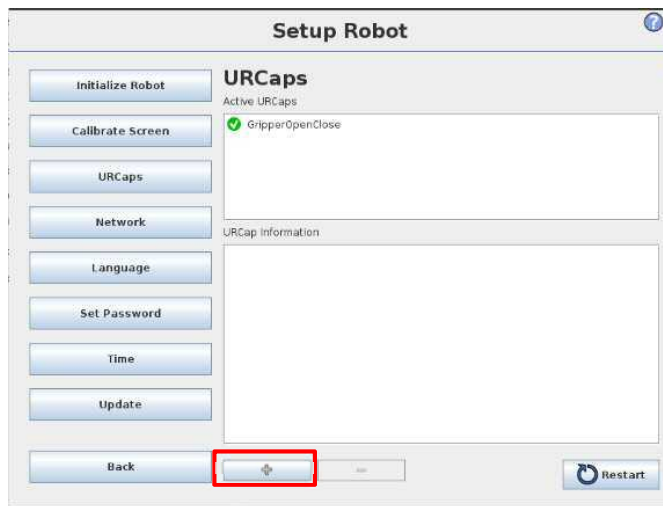 Setup Robot
?
Initialize Robot
Calibrate Screen
URCaps
Network
Language
Set Password
Time
Update
Back
URCaps
Active URCaps
GripperOpenClose
URCap Information
+
−
Restart